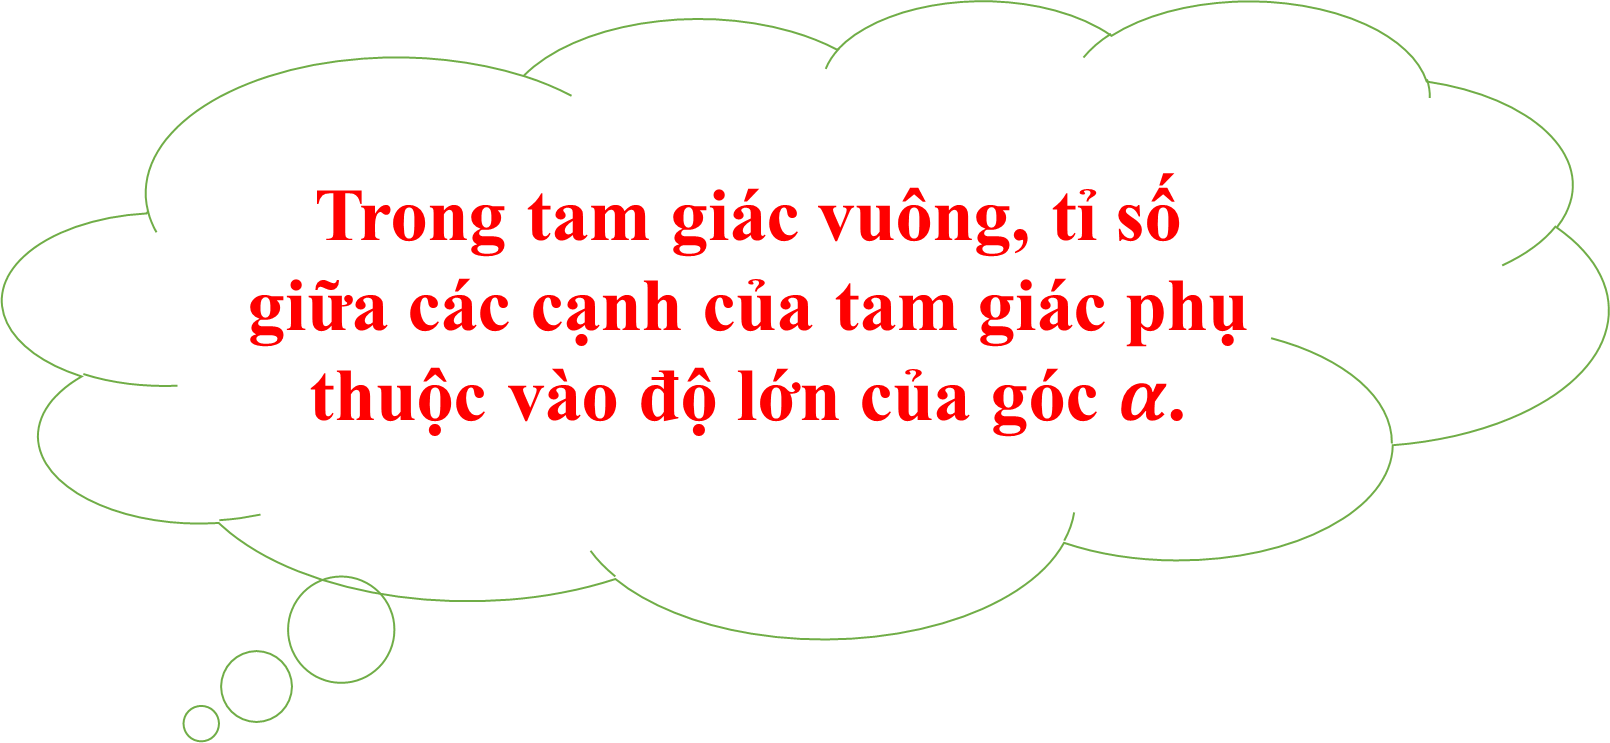 Trong tam giác vuông, tỉ số
giữa các cạnh của tam giác phụ
thuộc vào độ lớn của góc α.